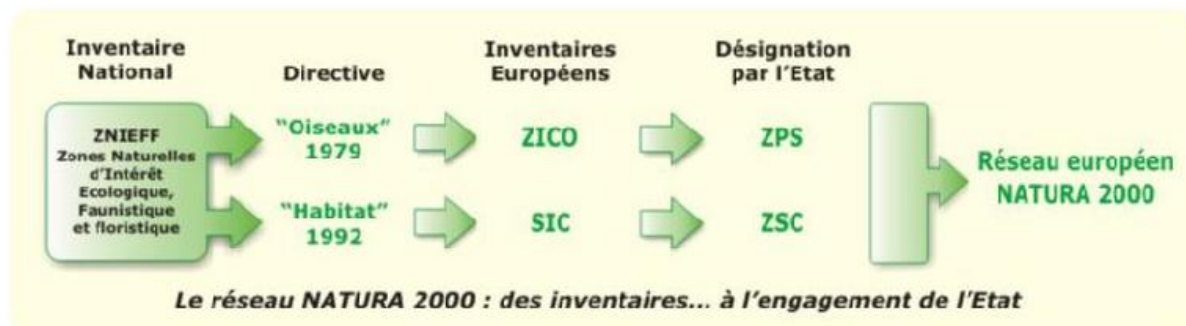 Inventaire
National
Directive
Inventaires
Européens
Désignation
par l'Etat
ZNIEFF
Zones Naturelles
d'Intérêt
Ecologique,
Faunistique
et floristique
"Oiseaux"
1979
ZICO
ZPS
"Habitat"
1992
SIC
ZSC
Réseau européen
NATURA 2000
Le réseau NATURA 2000 : des inventaires... à l'engagement de l'Etat